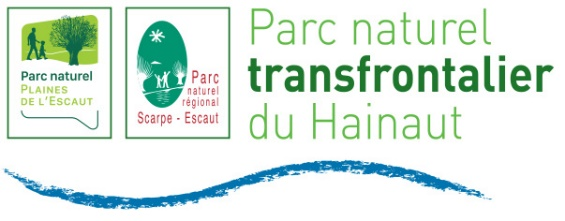 Parc naturel
PLAINES
DE L'ESCAUT
Parc
naturel
régional
Scarpe - Escaut
Parc naturel
transfrontalier
du Hainaut